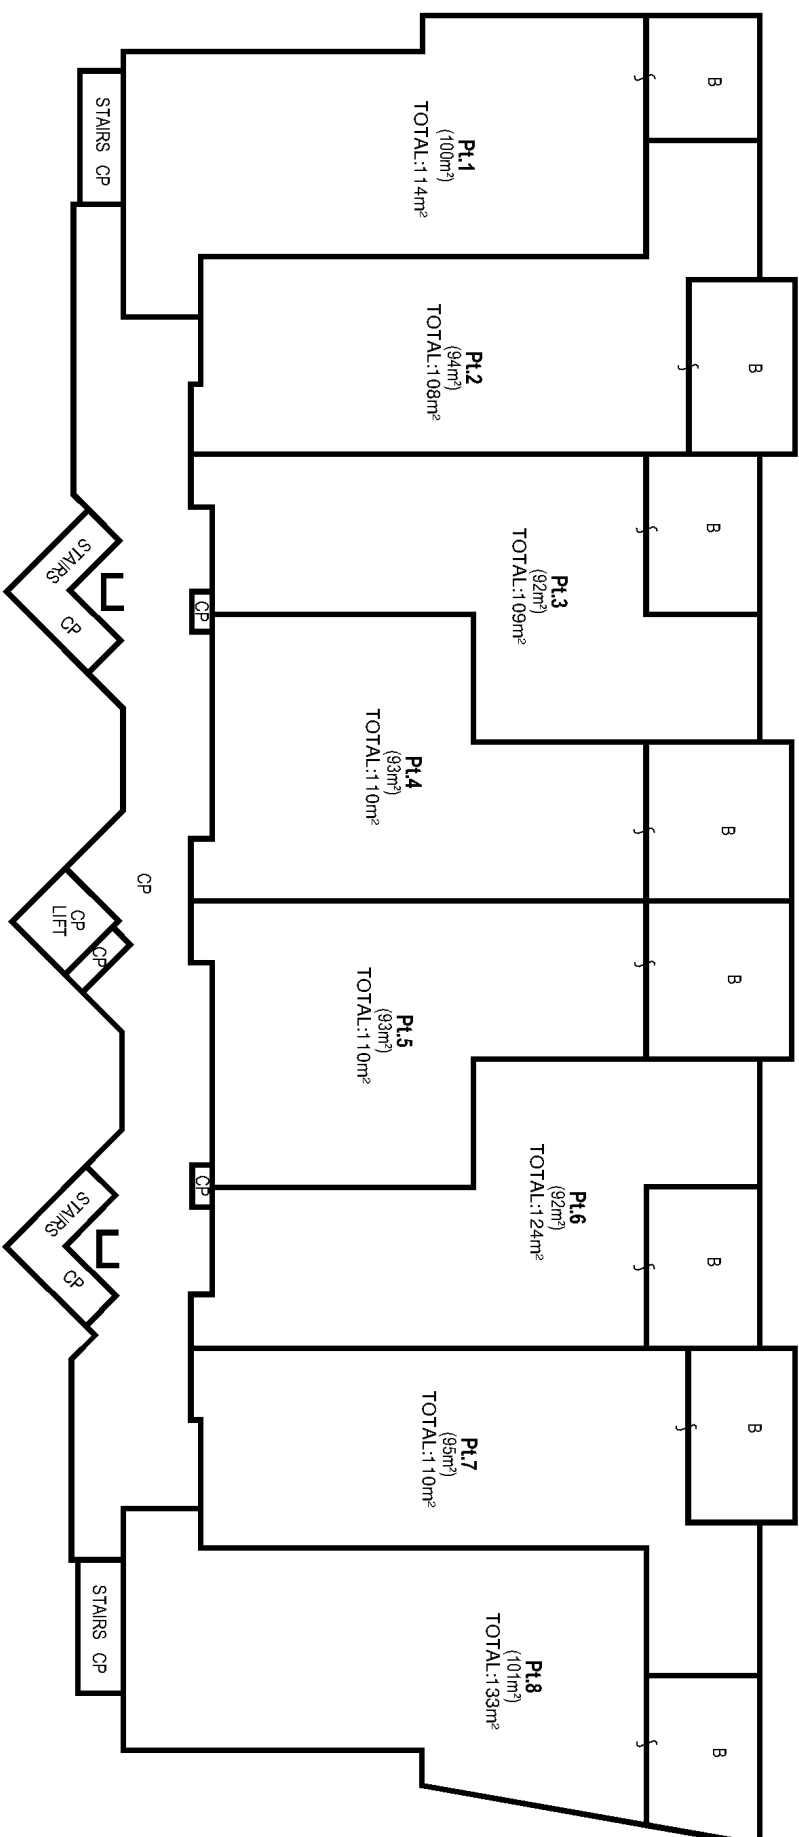 B
Pt.1
(100m²)
TOTAL:114m²
STAIRS CP
B
Pt.2
(94m²)
TOTAL:108m²
B
Pt.3
(92m²)
TOTAL:109m²
STAIRS
CP
CP
B
Pt.4
(93m²)
TOTAL:110m²
CP
CP
LIFT
CP
B
Pt.5
(93m²)
TOTAL:110m²
CP
B
Pt.6
(92m²)
TOTAL:124m²
STAIRS
CP
B
Pt.7
(95m²)
TOTAL:110m²
B
Pt.8
(101m²)
TOTAL:133m²
STAIRS CP